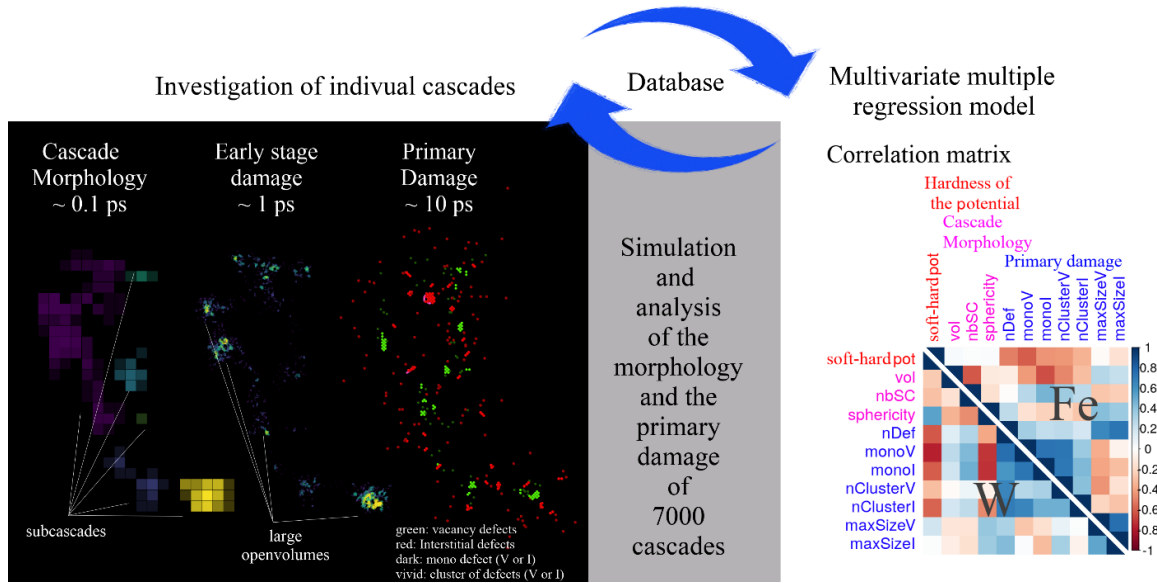 Investigation of indivual cascades
Database
Multivariate multiple
regression model
Cascade
Morphology
~ 0.1 ps
Early stage
damage
~ 1 ps
Primary
Damage
~ 10 ps
subcascades
large
openvolumes
green: vacancy defects
red: Interstitial defects
dark: mono defect (V or I)
vivid: cluster of defects (V or I)
Simulation
and
analysis
of the
morphology
and the
primary
damage
of
7000
cascades
Correlation matrix
Hardness of
the potential
Cascade
Morphology
Primary damage
soft-hard pot
vol
nbSC
sphericity
nDef
monoV
monoI
nClusterV
nClusterI
maxSizeV
maxSizeI
soft-hard pot
vol
nbSC
sphericity
nDef
monoV
monoI
nClusterV
nClusterI
maxSizeV
maxSizeI
Fe
W
1
0.8
0.6
0.4
0.2
0
-0.2
-0.4
-0.6
-0.8
-1